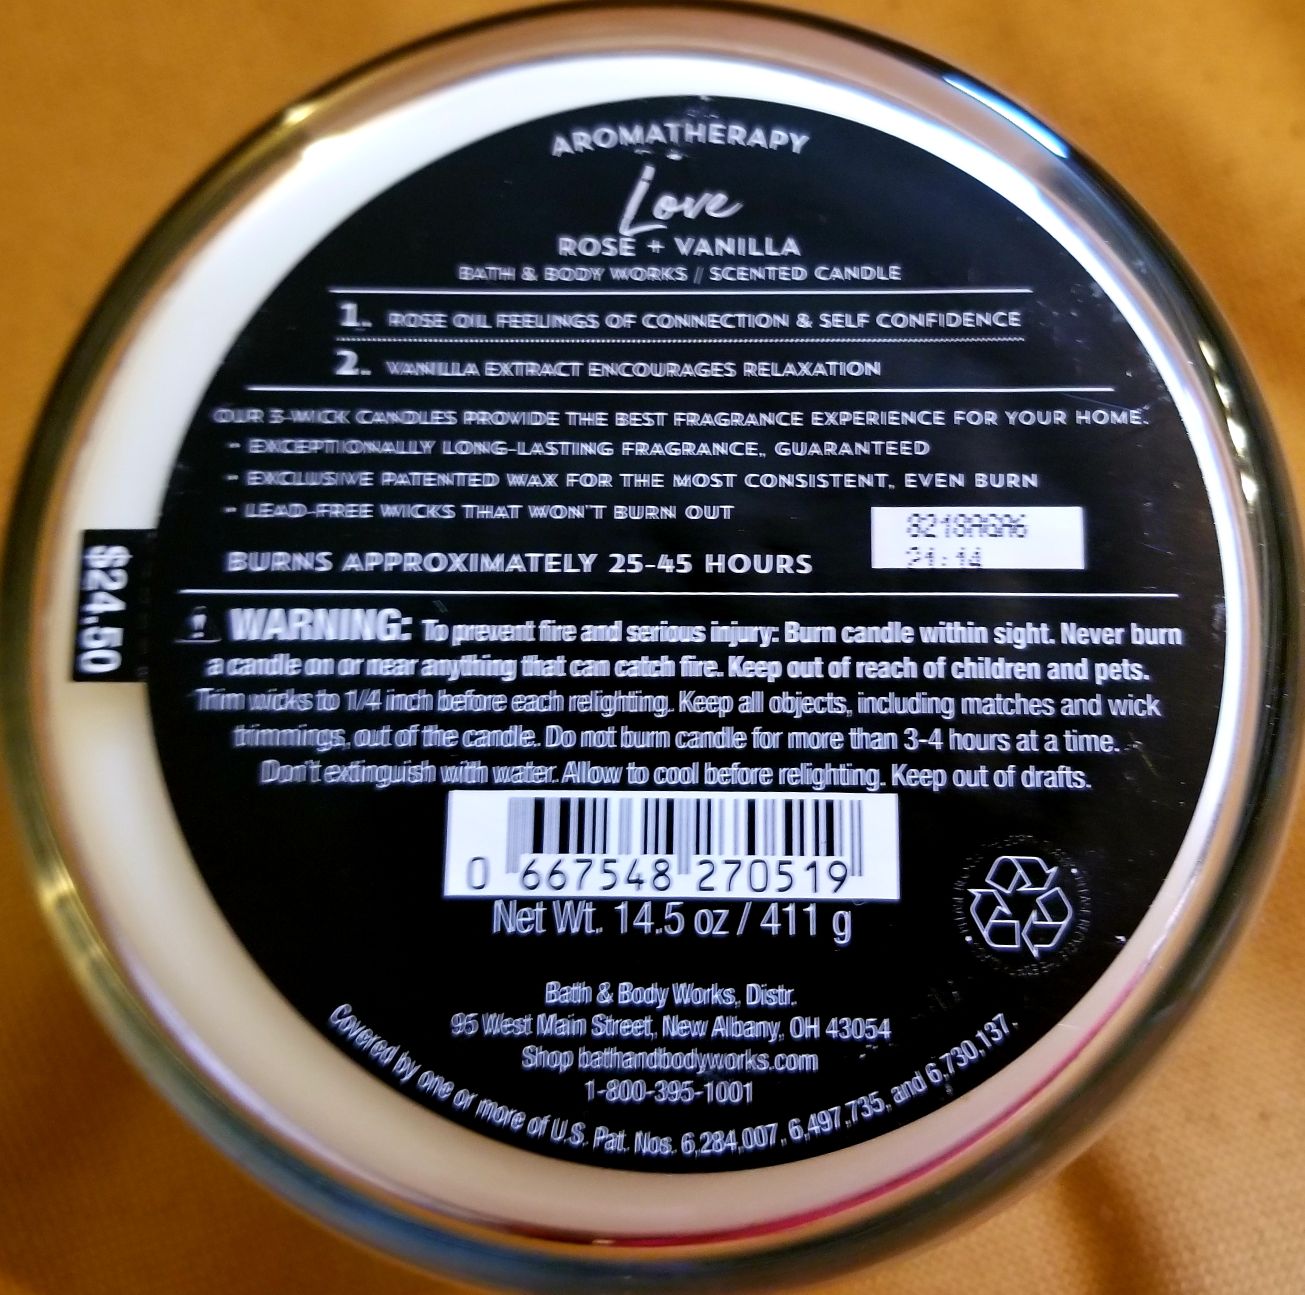 AROMATHERAPY
Love
ROSE + VANILLA
BATH & BODY WORKS / SCENTED CANDLE
1. ROSE OIL FEELINGS OF CONNECTION & SELF CONFIDENCE
2. VANILLA EXTRACT ENCOURAGES RELAXATION
OUR 3-WICK CANDLES PROVIDE THE BEST FRAGRANCE EXPERIENCE FOR YOUR HOME.
- EXCEPTIONALLY LONG-LASTING FRAGRANCE, GUARANTEED
- EXCLUSIVE PATENTED WAX FOR THE MOST CONSISTENT, EVEN BURN
- LEAD-FREE WICKS THAT WON'T BURN OUT
BURNS APPROXIMATELY 25-45 HOURS
21:14
$24.50
WARNING: To prevent fire and serious injury: Burn candle within sight. Never burn
a candle on or near anything that can catch fire. Keep out of reach of children and pets.
Trim wicks to 1/4 inch before each relighting. Keep all objects, including matches and wick
trimmings, out of the candle. Do not burn candle for more than 3-4 hours at a time.
Don't extinguish with water. Allow to cool before relighting. Keep out of drafts.
0 667548 270519
Net Wt. 14.5 oz / 411 g
Bath & Body Works, Distr.
95 West Main Street, New Albany, OH 43054
Shop bathandbodyworks.com
1-800-395-1001
Covered by one or more of U.S. Pat. Nos. 6,284,007, 6,497,735, and 6,730,137.